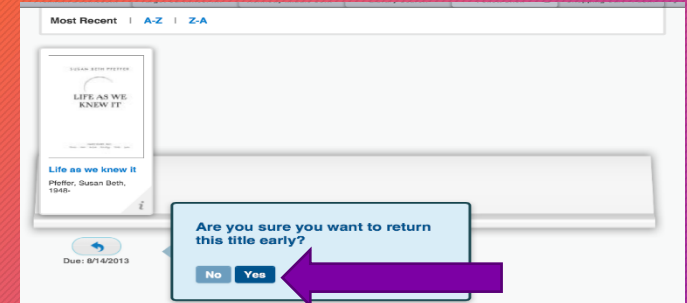 Most Recent | A-Z | Z-A
SUSAN BETH PFEFFER
LIFE AS WE
KNEW IT
Life as we knew it
Pfeffer, Susan Beth,
1948-
Are you sure you want to return
this title early?
Due: 8/14/2013
No Yes